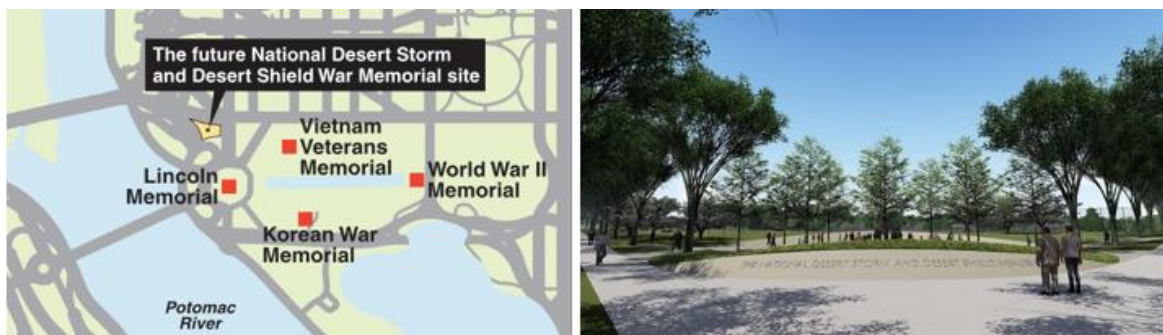 The future National Desert Storm
and Desert Shield War Memorial site
Vietnam
Veterans
Memorial
Lincoln
Memorial
World War II
Memorial
Korean War
Memorial
Potomac
River
THE NATIONAL DESERT STORM AND DESERT SHIELD